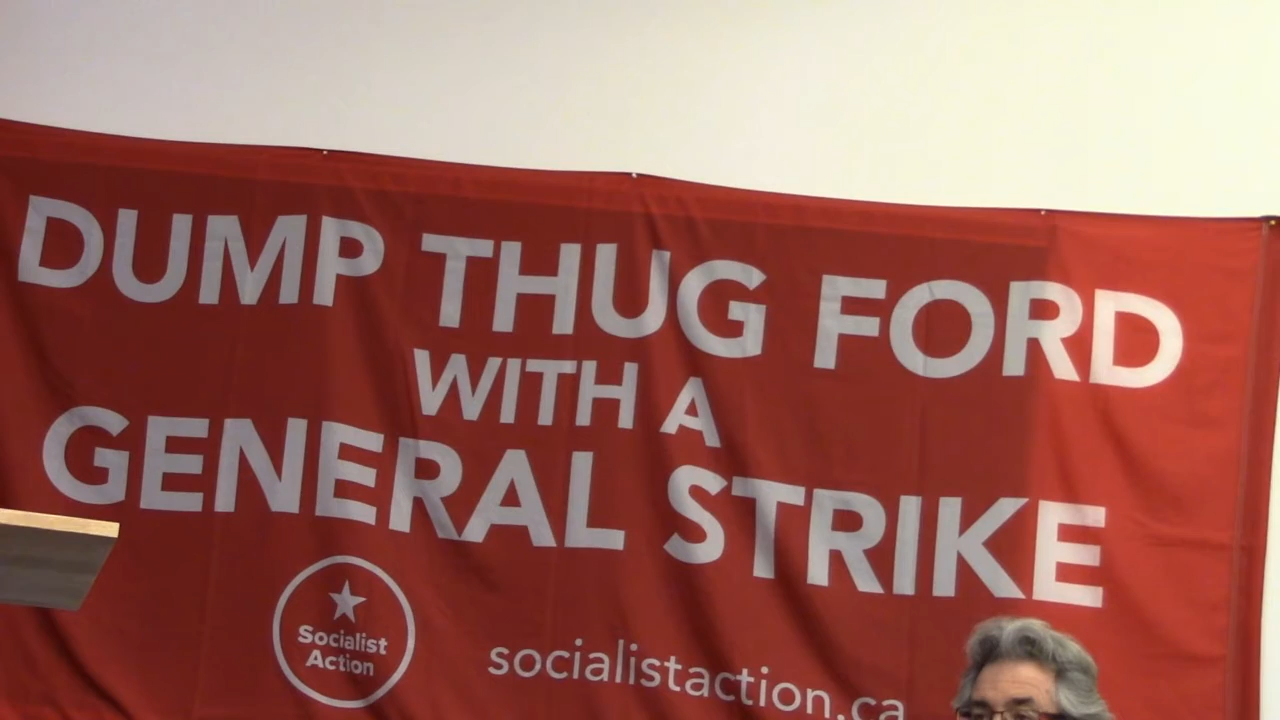 DUMP THUG FORD
WITH A
GENERAL STRIKE
Socialist
Action
socialistaction.ca